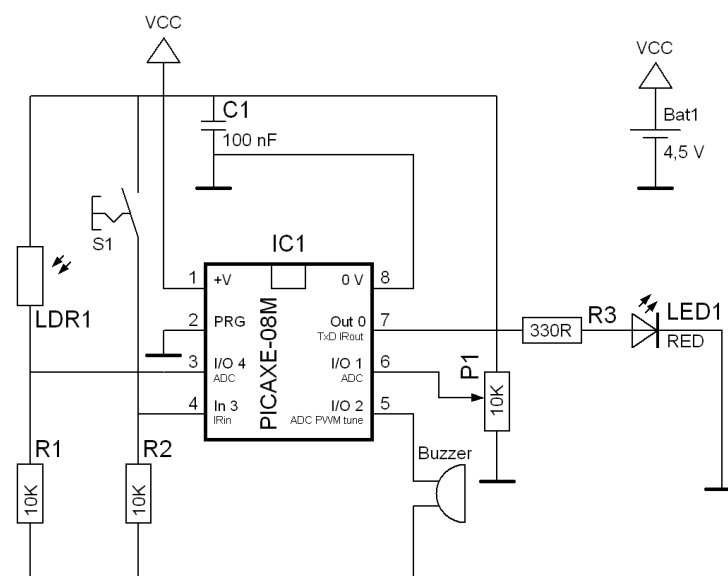 VCC
VCC
C1
100 nF
Bat1
4,5 V
S1
IC1
1
+V
0 V
8
LDR1
2
PRG
Out 0
7
TxD IRout
R3
330R
LED1
RED
PICAXE-08M
3
I/O 4
ADC
I/O 1
6
ADC
P1
10K
4
In 3
IRin
I/O 2
5
ADC PWM tune
R1
10K
R2
10K
Buzzer